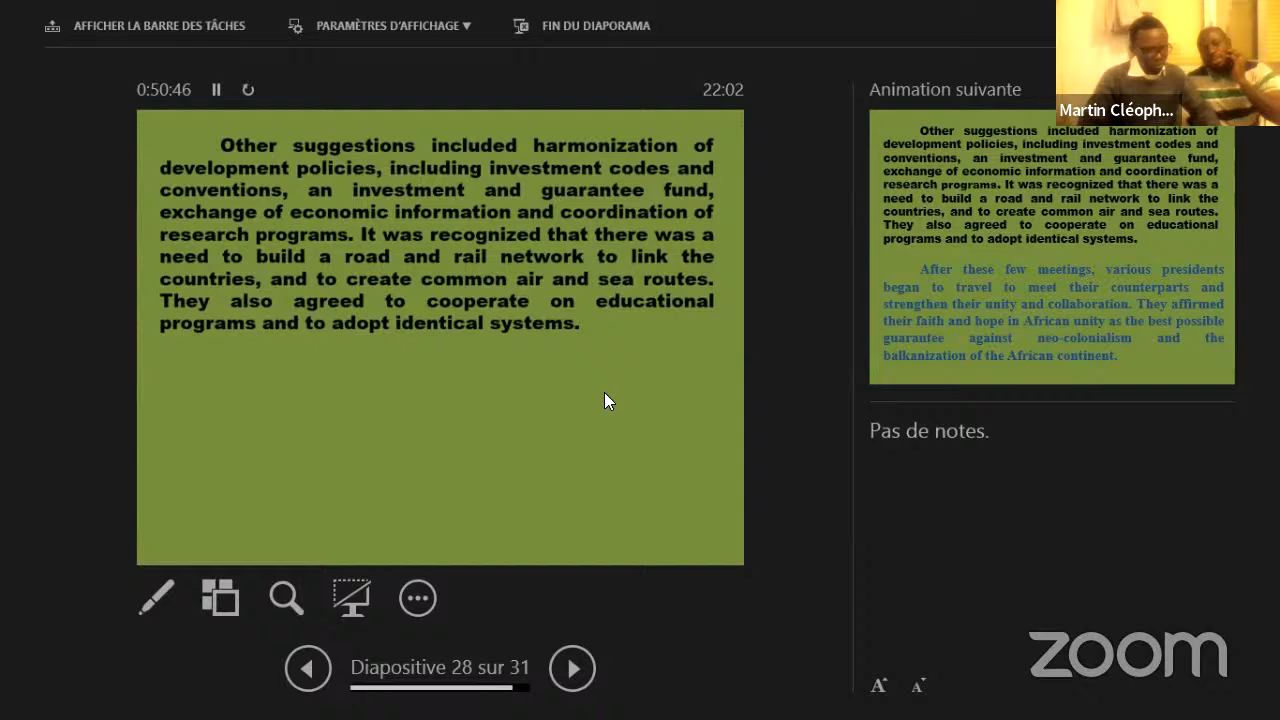 AFFICHER LA BARRE DES TÂCHES
PARAMÈTRES D'AFFICHAGE
FIN DU DIAPORAMA
Martin Cléoph...
0:50:46
22:02
Other suggestions included harmonization of
development policies, including investment codes and
conventions, an investment and guarantee fund,
exchange of economic information and coordination of
research programs. It was recognized that there was a
need to build a road and rail network to link the
countries, and to create common air and sea routes.
They also agreed to cooperate on educational
programs and to adopt identical systems.
Diapositive 28 sur 31
Animation suivante
Other suggestions included harmonization of
development policies, including investment codes and
conventions, an investment and guarantee fund,
exchange of economic information and coordination of
research programs. It was recognized that there was a
need to build a road and rail network to link the
countries, and to create common air and sea routes.
They also agreed to cooperate on educational
programs and to adopt identical systems.
After these few meetings, various presidents
began to travel to meet their counterparts and
strengthen their unity and collaboration. They affirmed
their faith and hope in African unity as the best possible
guarantee against neo-colonialism and the
balkanization of the African continent.
Pas de notes.
A A
zoom